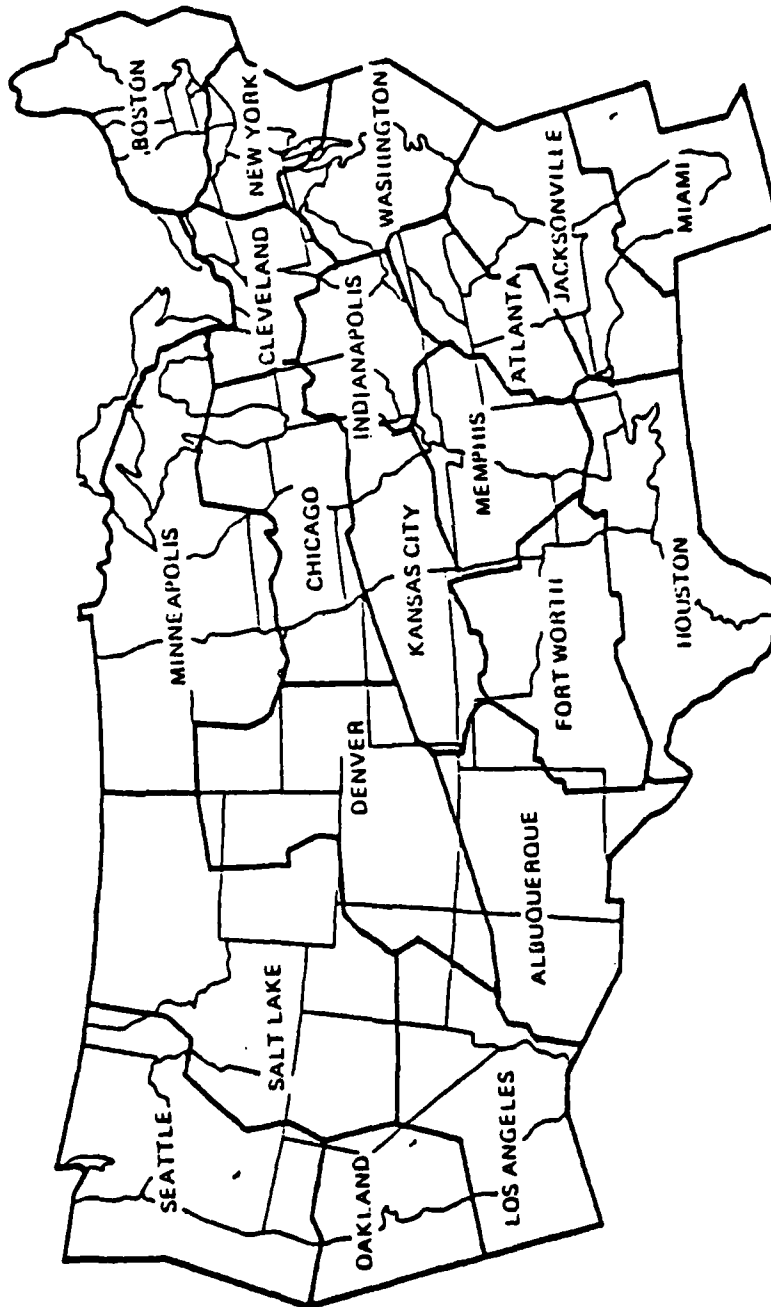 SEATTLE
OAKLAND
LOS ANGELES
SALT LAKE
ALBUQUERQUE
DENVER
MINNEAPOLIS
CHICAGO
KANSAS CITY
FORT WORTH
HOUSTON
MEMPHIS
INDIANAPOLIS
CLEVELAND
ATLANTA
JACKSONVILLE
MIAMI
WASHINGTON
NEW YORK
BOSTON